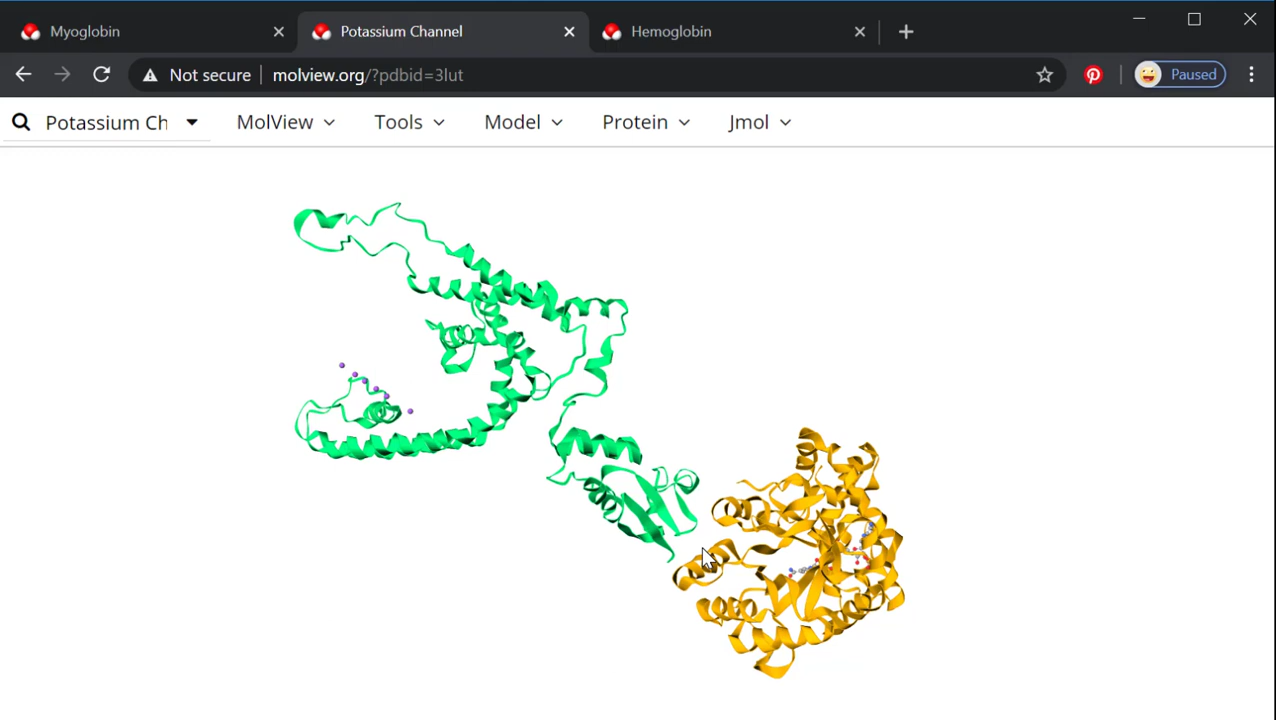 Myoglobin
Potassium Channel
Hemoglobin
Not secure
molview.org/?pdbid=3lut
Paused
Potassium Ch
MolView
Tools
Model
Protein
Jmol